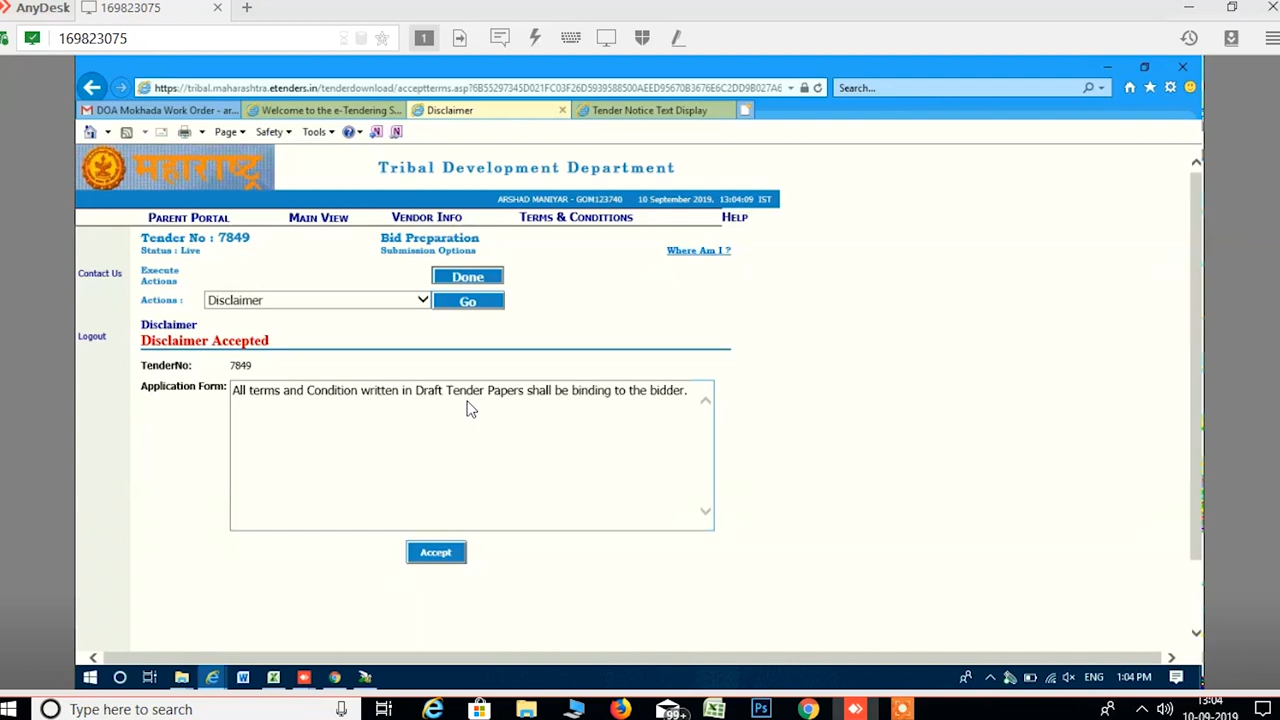 AnyDesk
169823075
169823075
1
https://tribal.maharashtra.etenders.in/tenderdownload/acceptterms.asp?
Search...
DOA Mokhada Work Order - ar...
Welcome to the e-Tendering S...
Disclaimer
Tender Notice Text Display
Page
Safety
Tools
महाराष्ट्र
Tribal Development Department
ARSHAD MANIYAR - GOM123740 10 September 2019, 13:04:09 IST
PARENT PORTAL
MAIN VIEW
VENDOR INFO
TERMS & CONDITIONS
HELP
Tender No : 7849
Bid Preparation
Status : Live
Submission Options
Where Am I ?
Contact Us
Execute
Actions
Done
Actions :
Disclaimer
Go
Logout
Disclaimer
Disclaimer Accepted
TenderNo:
7849
Application Form:
All terms and Condition written in Draft Tender Papers shall be binding to the bidder.
Accept
ENG
1:04 PM
Type here to search
99+
13:04
10-09-2019